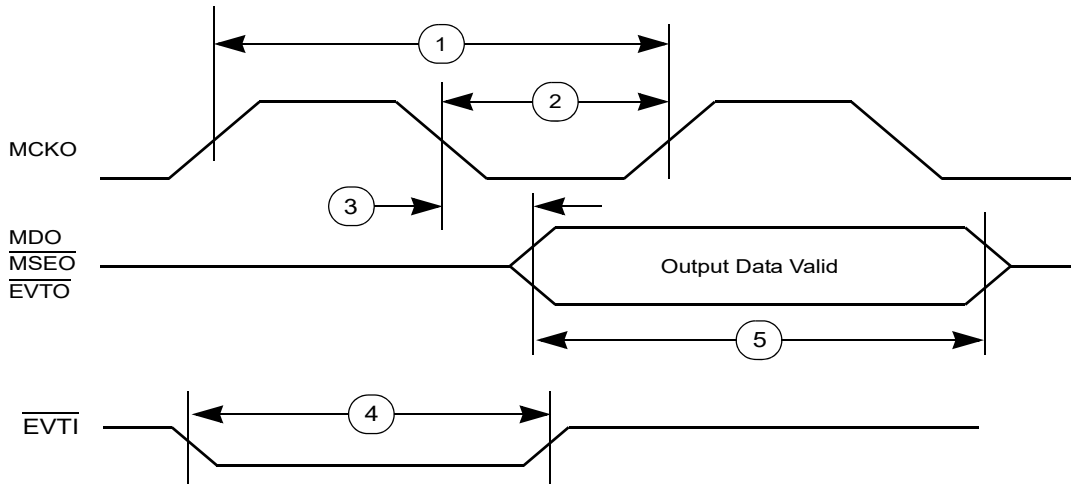 1
2
MCKO
3
MDO
MSEO
EVTO
Output Data Valid
5
4
EVTI